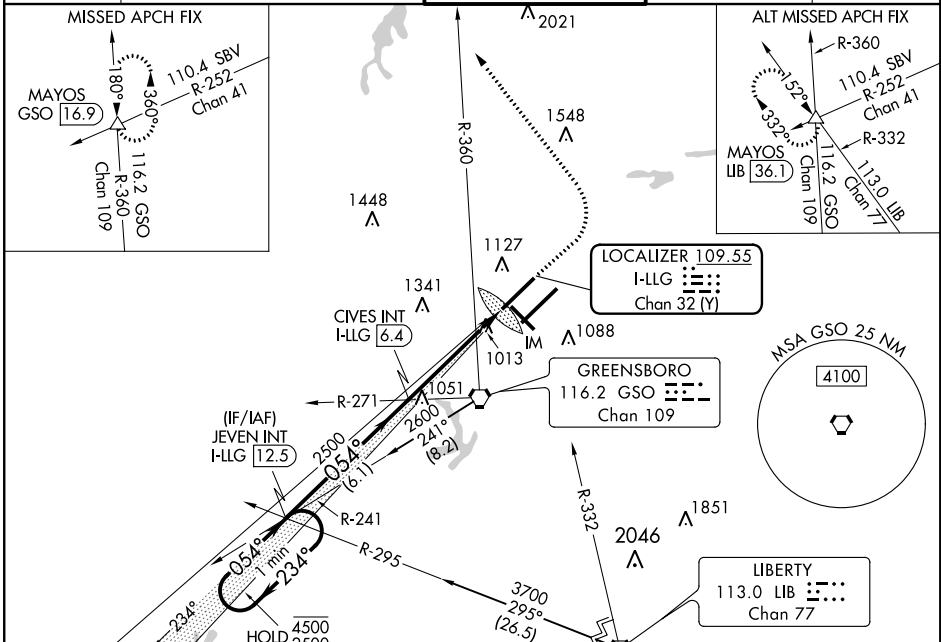 MISSED APCH FIX
180°
360°
110.4 SBV
R-252
Chan 41
MAYOS
GSO 16.9
116.2 GSO
R-360
Chan 109
2021
R-360
1548
1448
1127
1341
ALT MISSED APCH FIX
R-360
110.4 SBV
R-252
Chan 41
152°
332°
R-332
MAYOS
LIB 36.1
116.2 GSO
Chan 109
113.0 LIB
Chan 77
LOCALIZER 109.55
I-LLG
Chan 32 (Y)
CIVES INT
I-LLG 6.4
IM
1013
1088
GREENSBORO
116.2 GSO
Chan 109
MSA GSO 25 NM
4100
R-271
1051
2600
241°
(8.2)
(IF/IAF)
JEVEN INT
I-LLG 12.5
2500
054°
(6.1)
R-241
R-295
R-332
1851
2046
054°
1 min
234°
234°
3700
295°
(26.5)
LIBERTY
113.0 LIB
Chan 77
HOLD 4500